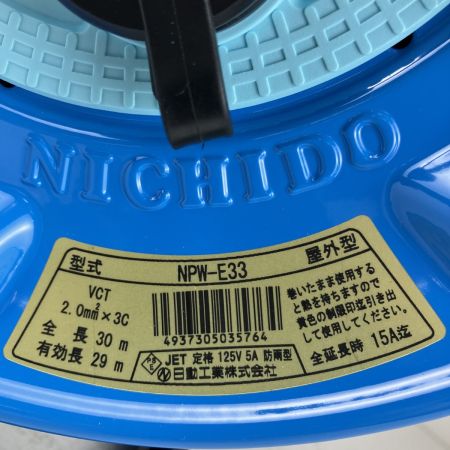 NICHIDO
型式 NPW-E33 屋外型
VCT
2.0mm²×3C
全長 30m
有効長 29m
4937305035764
巻いたまま使用する
と熱を持ちますので
黄色の制限印迄引き出
して使用してください。
全延長時 15A迄
PSE JET 定格 125V 5A 防雨型
N 日動工業株式会社